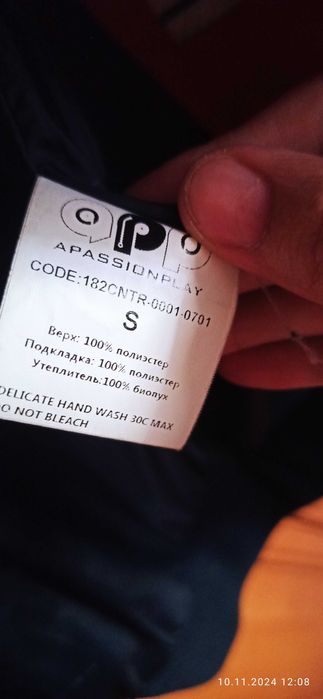 app
APASSIONPLAY
CODE:182CNTR-0001-0701
S
Верх: 100% полиэстер
Подкладка: 100% полиэстер
Утеплитель:100% биопух
DELICATE HAND WASH 30C MAX
DO NOT BLEACH
10.11.2024 12:08